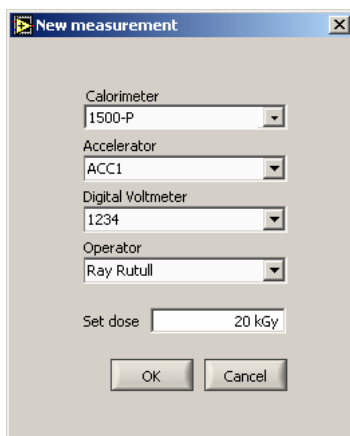 New measurement
Calorimeter
1500-P
Accelerator
ACC1
Digital Voltmeter
1234
Operator
Ray Rutull
Set dose 20 kGy
OK Cancel